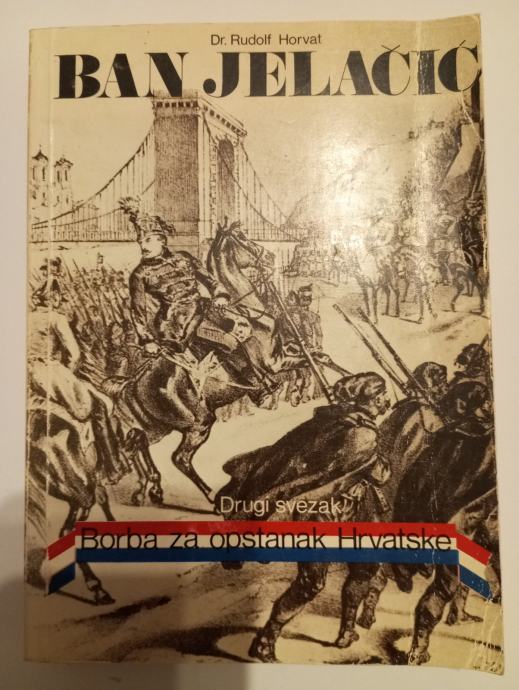 Dr. Rudolf Horvat
BAN JELAČIĆ
Drugi svezak
Borba za opstanak Hrvatske